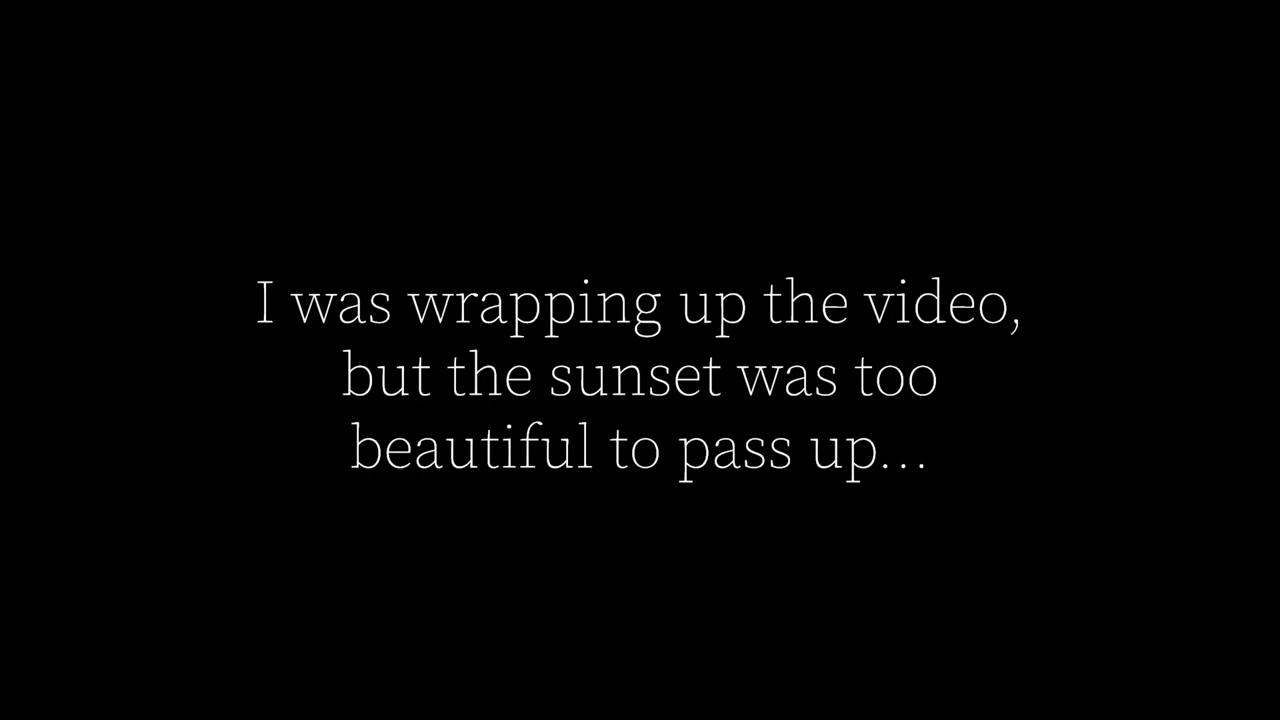 I was wrapping up the video,
but the sunset was too
beautiful to pass up...